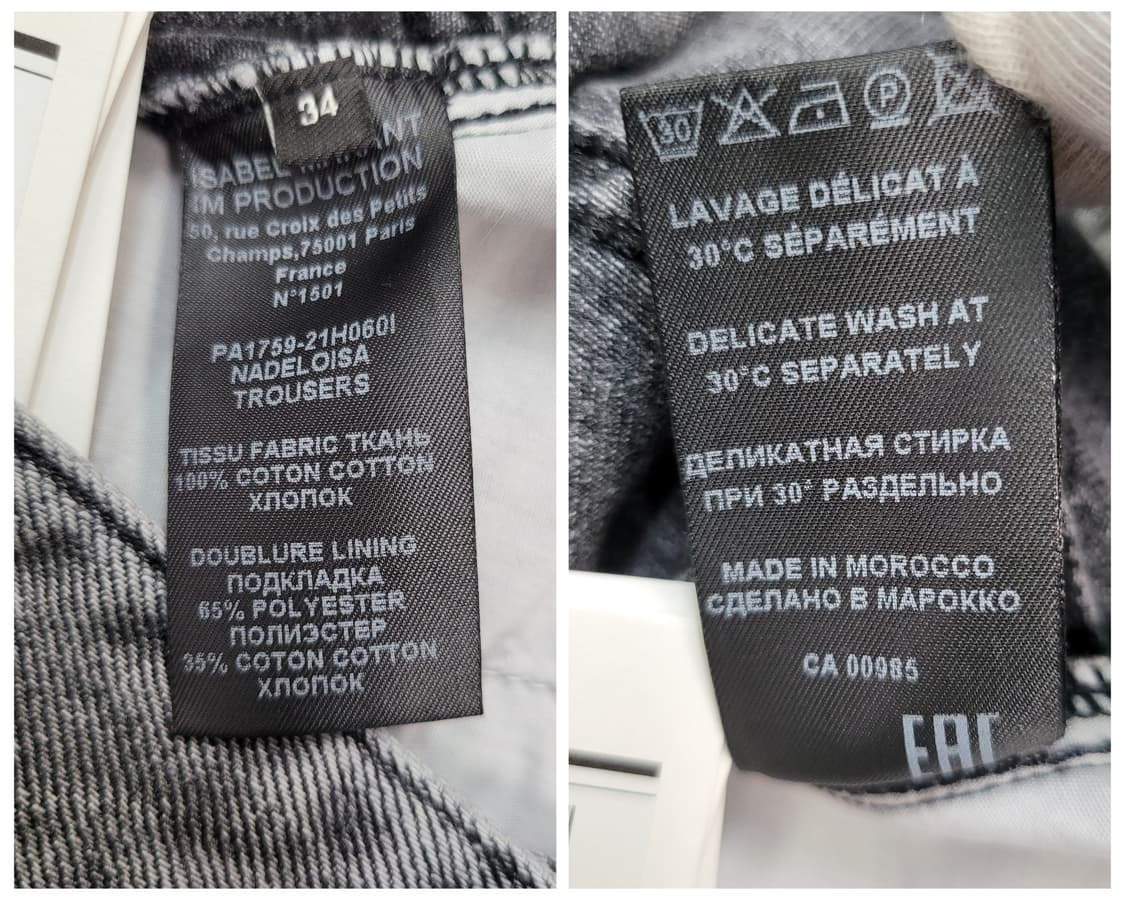 34
ISABEL
IM PRODUCTION
50, rue Croix des Petits
Champs,75001 Paris
France
N°1501
PA1759-21H060I
NADELOISA
TROUSERS
TISSU FABRIC ТКАНЬ
100% COTON COTTON
ХЛОПОК
DOUBLURE LINING
ПОДКЛАДКА
65% POLYESTER
ПОЛИЭСТЕР
35% COTON COTTON
ХЛОПОК
30 P
LAVAGE DÉLICAT À
30°C SÉPARÉMENT
DELICATE WASH AT
30°C SEPARATELY
ДЕЛИКАТНАЯ СТИРКА
ПРИ 30° РАЗДЕЛЬНО
MADE IN MOROCCO
СДЕЛАНО В МАРОККО
CA 00985
EAC